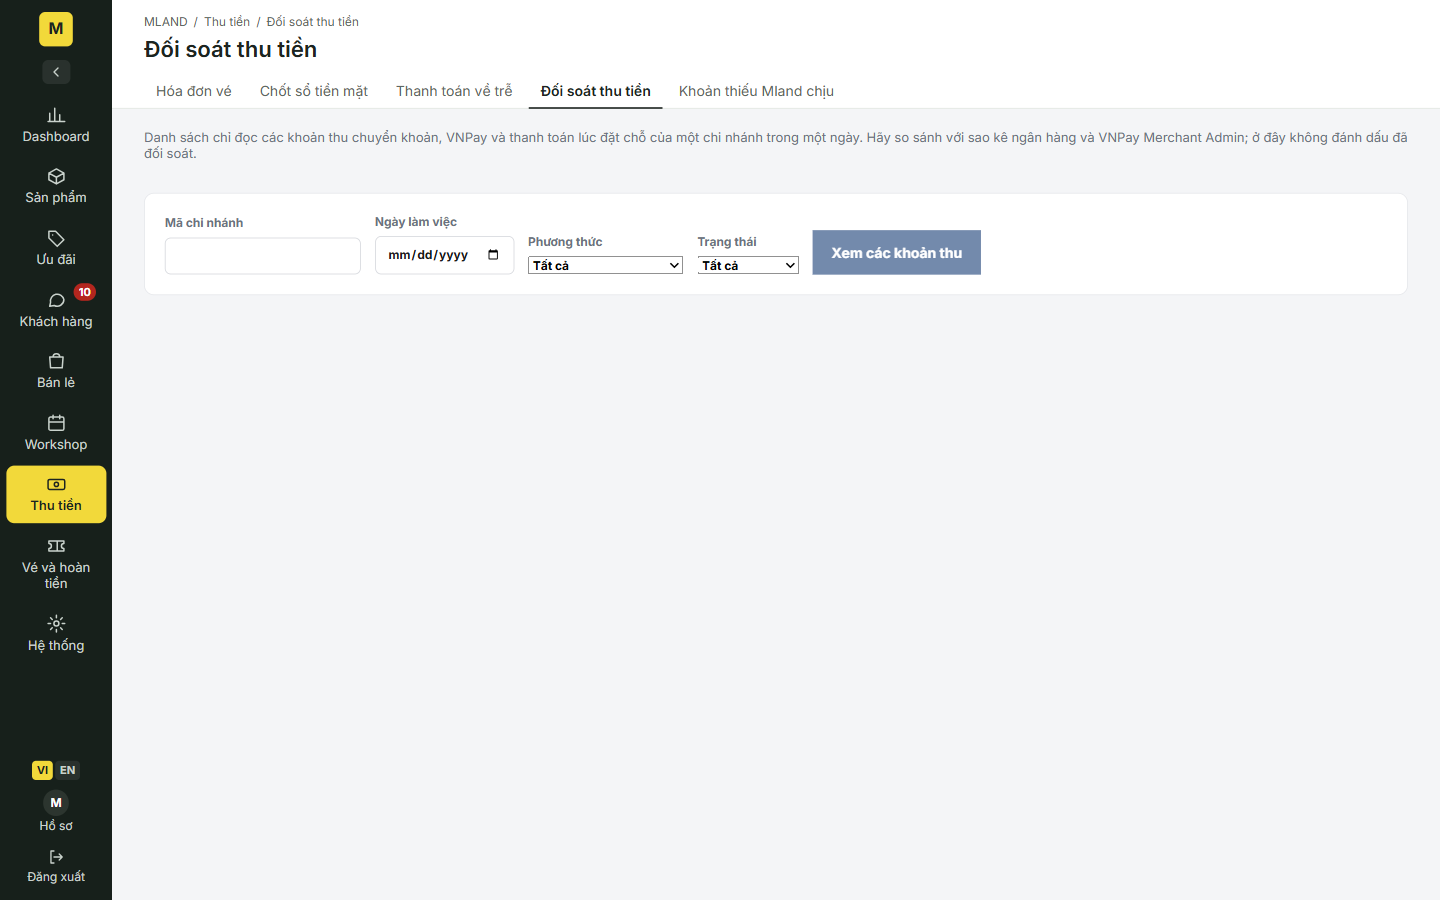 M
Dashboard
Sản phẩm
Ưu đãi
10
Khách hàng
Bán lẻ
Workshop
Thu tiền
Vé và hoàn
tiền
Hệ thống
VI EN
M
Hồ sơ
Đăng xuất
MLAND / Thu tiền / Đối soát thu tiền
Đối soát thu tiền
Hóa đơn vé Chốt sổ tiền mặt Thanh toán về trễ Đối soát thu tiền Khoản thiếu Mland chịu
Danh sách chỉ đọc các khoản thu chuyển khoản, VNPay và thanh toán lúc đặt chỗ của một chi nhánh trong một ngày. Hãy so sánh với sao kê ngân hàng và VNPay Merchant Admin; ở đây không đánh dấu đã
đối soát.
Mã chi nhánh
Ngày làm việc
mm/dd/yyyy
Phương thức
Tất cả
Trạng thái
Tất cả
Xem các khoản thu